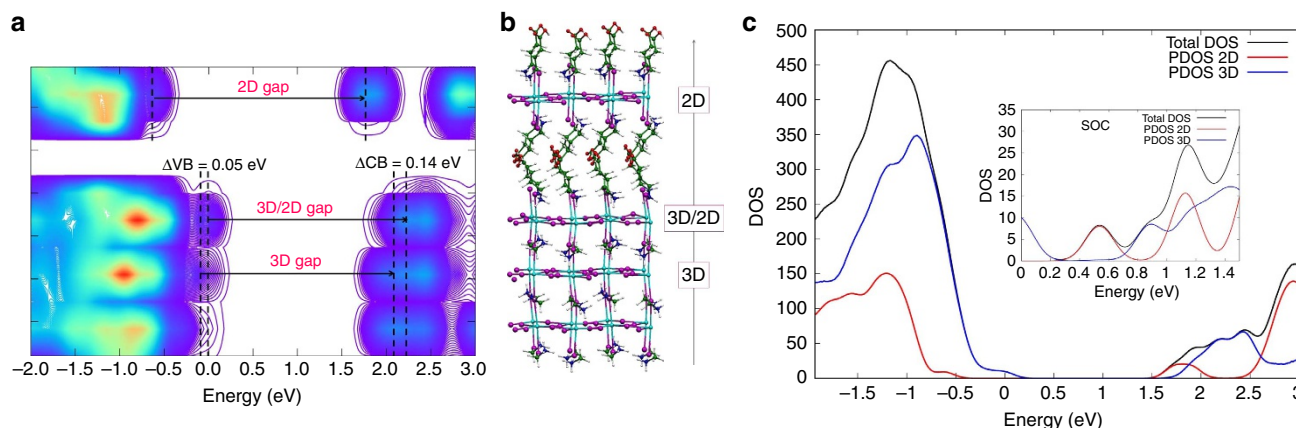 a
2D gap
ΔVB = 0.05 eV
ΔCB = 0.14 eV
3D/2D gap
3D gap
–2.0 –1.5 –1.0 –0.5 0.0 0.5 1.0 1.5 2.0 2.5 3.0
Energy (eV)
b
2D
3D/2D
3D
c
500
450
400
350
300
250
200
150
100
50
0
DOS
Total DOS
PDOS 2D
PDOS 3D
–1.5 –1 –0.5 0 0.5 1 1.5 2 2.5 3
Energy (eV)
35
30
25
20
15
10
5
0
DOS
SOC
Total DOS
PDOS 2D
PDOS 3D
0 0.2 0.4 0.6 0.8 1 1.2 1.4
Energy (eV)